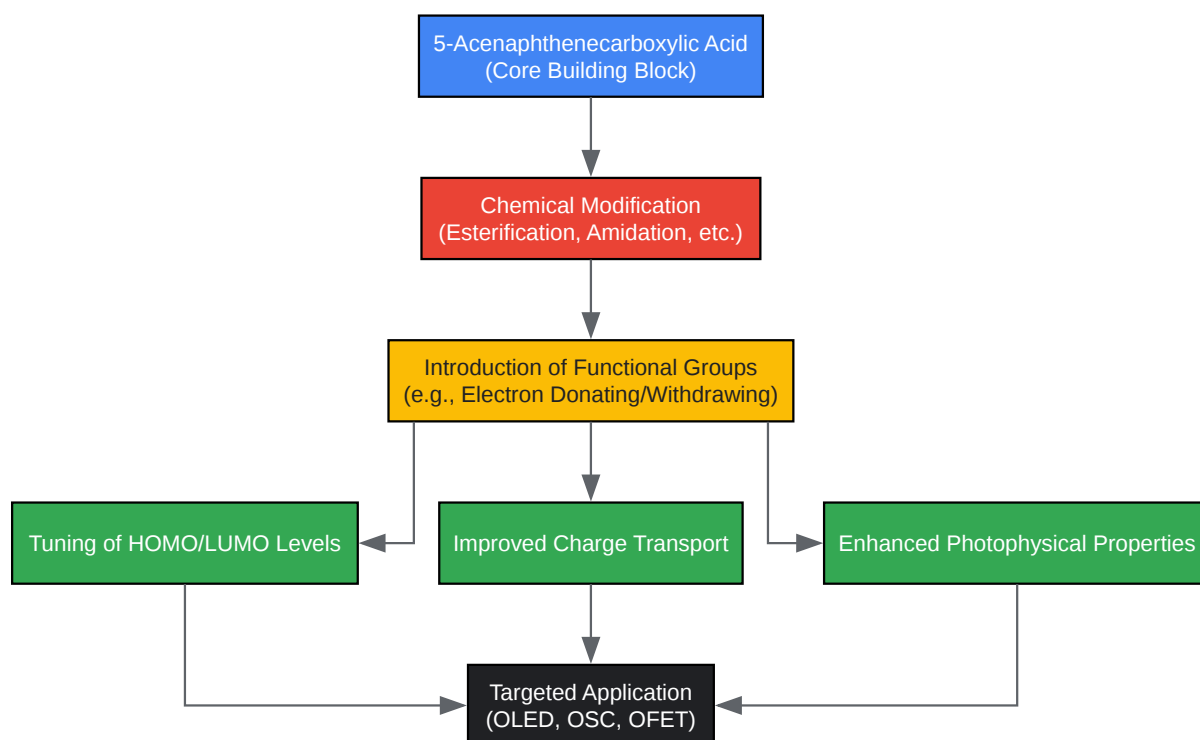 5-Acenaphthenecarboxylic Acid
(Core Building Block)
Chemical Modification
(Esterification, Amidation, etc.)
Introduction of Functional Groups
(e.g., Electron Donating/Withdrawing)
Tuning of HOMO/LUMO Levels
Improved Charge Transport
Enhanced Photophysical Properties
Targeted Application
(OLED, OSC, OFET)